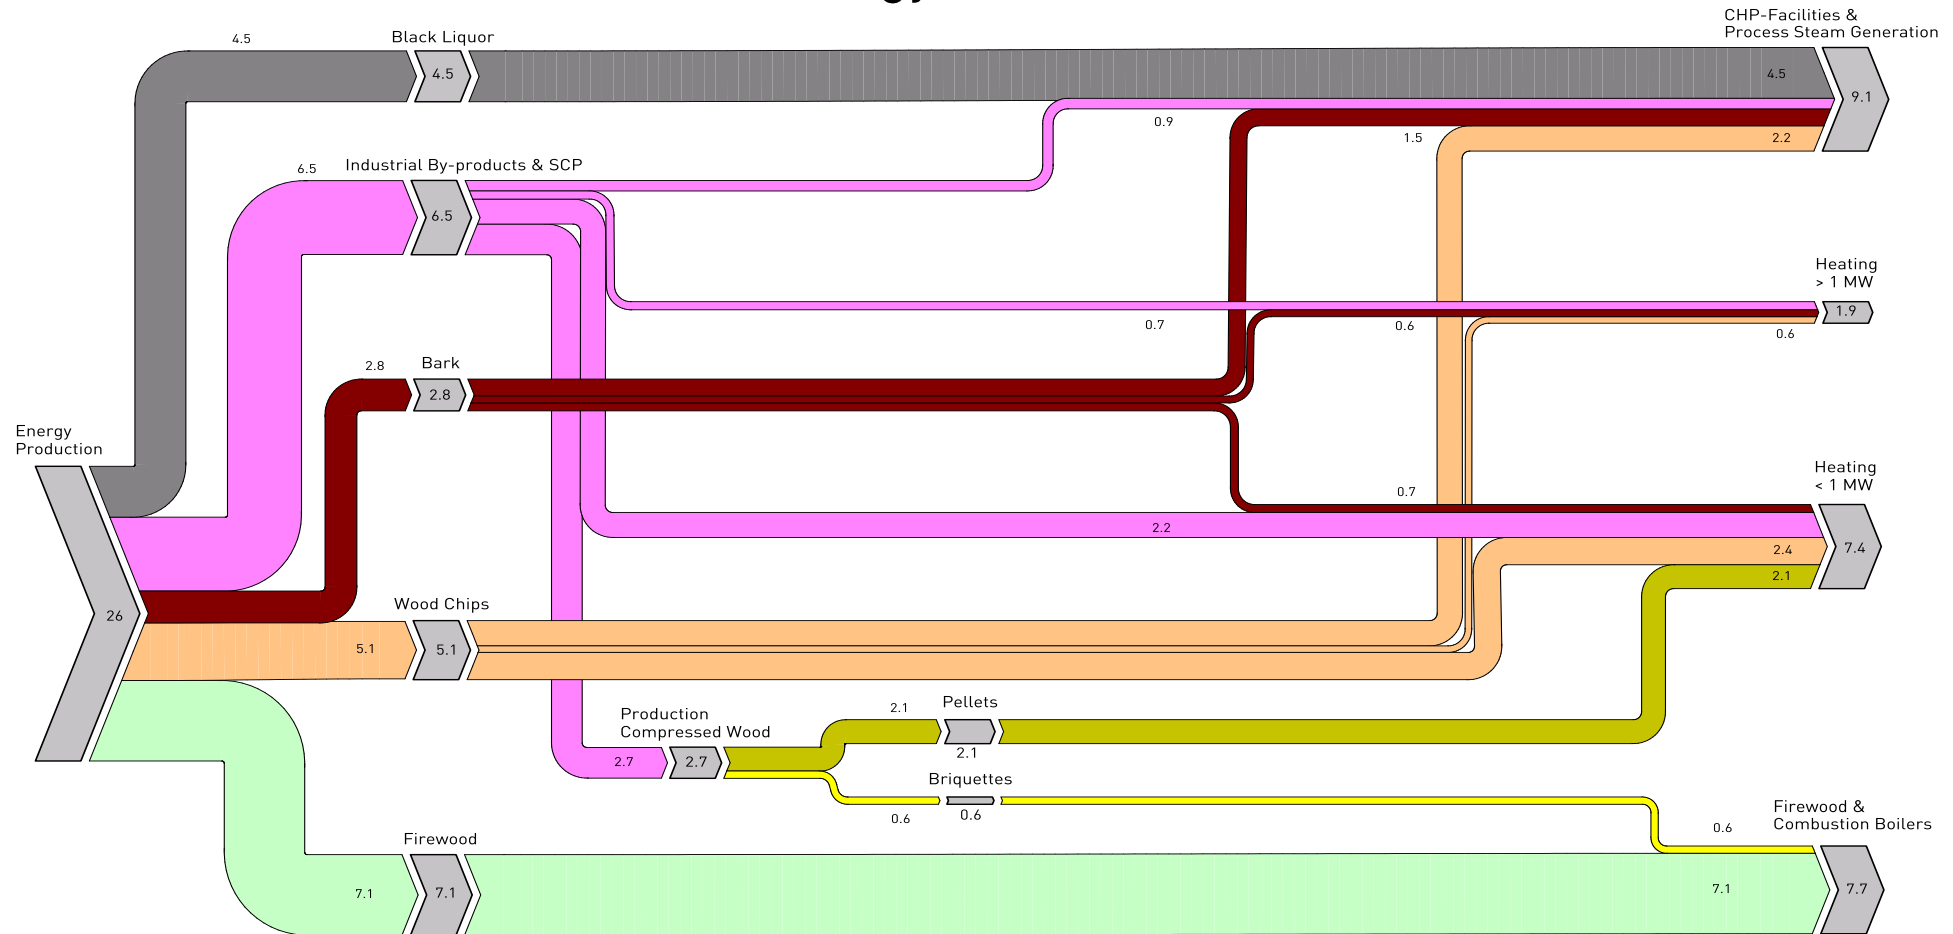 CHP-Facilities &
Process Steam Generation
4.5
Black Liquor
4.5
4.5
9.1
0.9
1.5
2.2
6.5
Industrial By-products & SCP
6.5
Heating
> 1 MW
1.9
0.7
0.6
0.6
2.8
Bark
2.8
Energy
Production
26
Heating
< 1 MW
0.7
2.2
2.4
7.4
2.1
Wood Chips
5.1
5.1
Production
Compressed Wood
2.7
2.7
2.1
Pellets
2.1
Briquettes
0.6
0.6
Firewood &
Combustion Boilers
0.6
Firewood
7.1
7.1
7.1
7.7